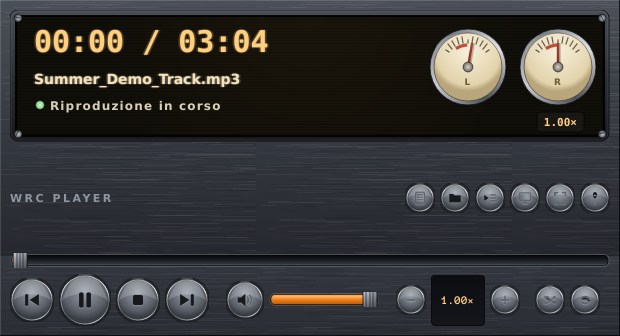 00:00 / 03:04
Summer_Demo_Track.mp3
Riproduzione in corso
L
R
1.00×
WRC PLAYER
1.00×